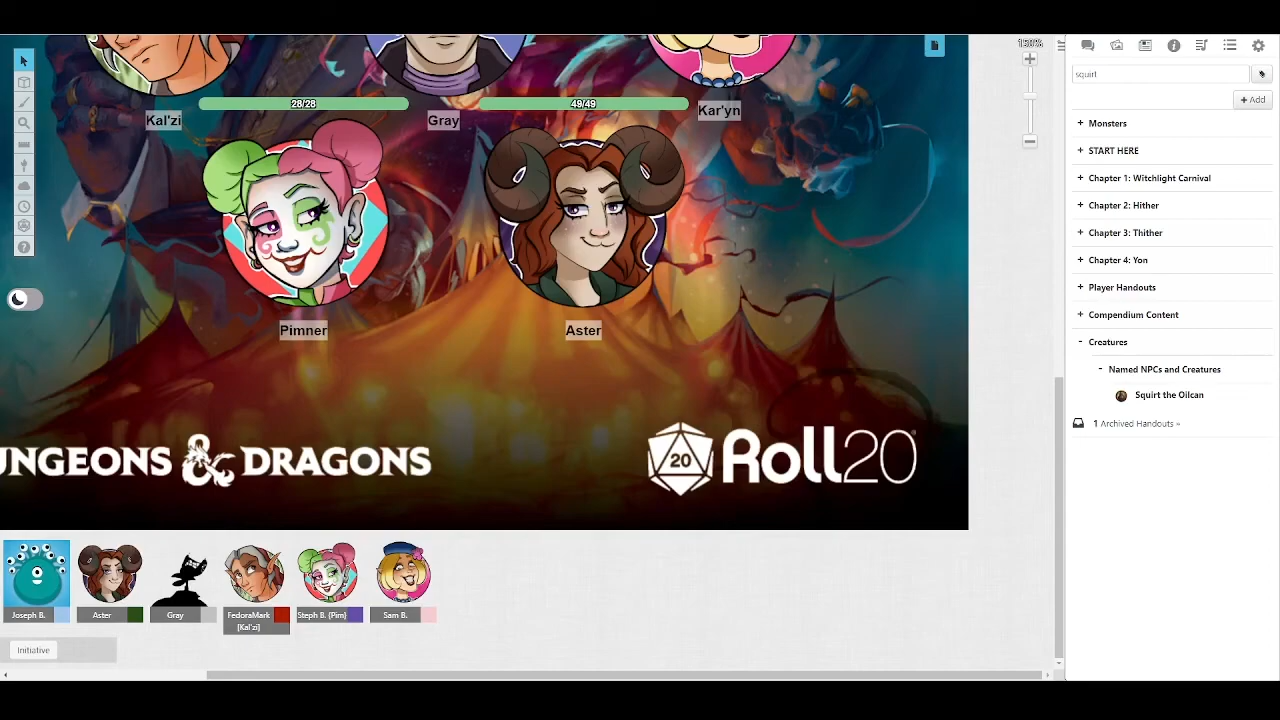 150%
squirt
+ Add
28/28
49/49
Kal'zi
Gray
Kar'yn
+ Monsters
+ START HERE
+ Chapter 1: Witchlight Carnival
+ Chapter 2: Hither
+ Chapter 3: Thither
+ Chapter 4: Yon
+ Player Handouts
+ Compendium Content
- Creatures
- Named NPCs and Creatures
Squirt the Oilcan
1 Archived Handouts »
Pimner
Aster
UNGEONS & DRAGONS
20
Roll20
Joseph B.
Aster
Gray
FedoraMark
[Kal'zi]
Steph B. (Pim)
Sam B.
Initiative